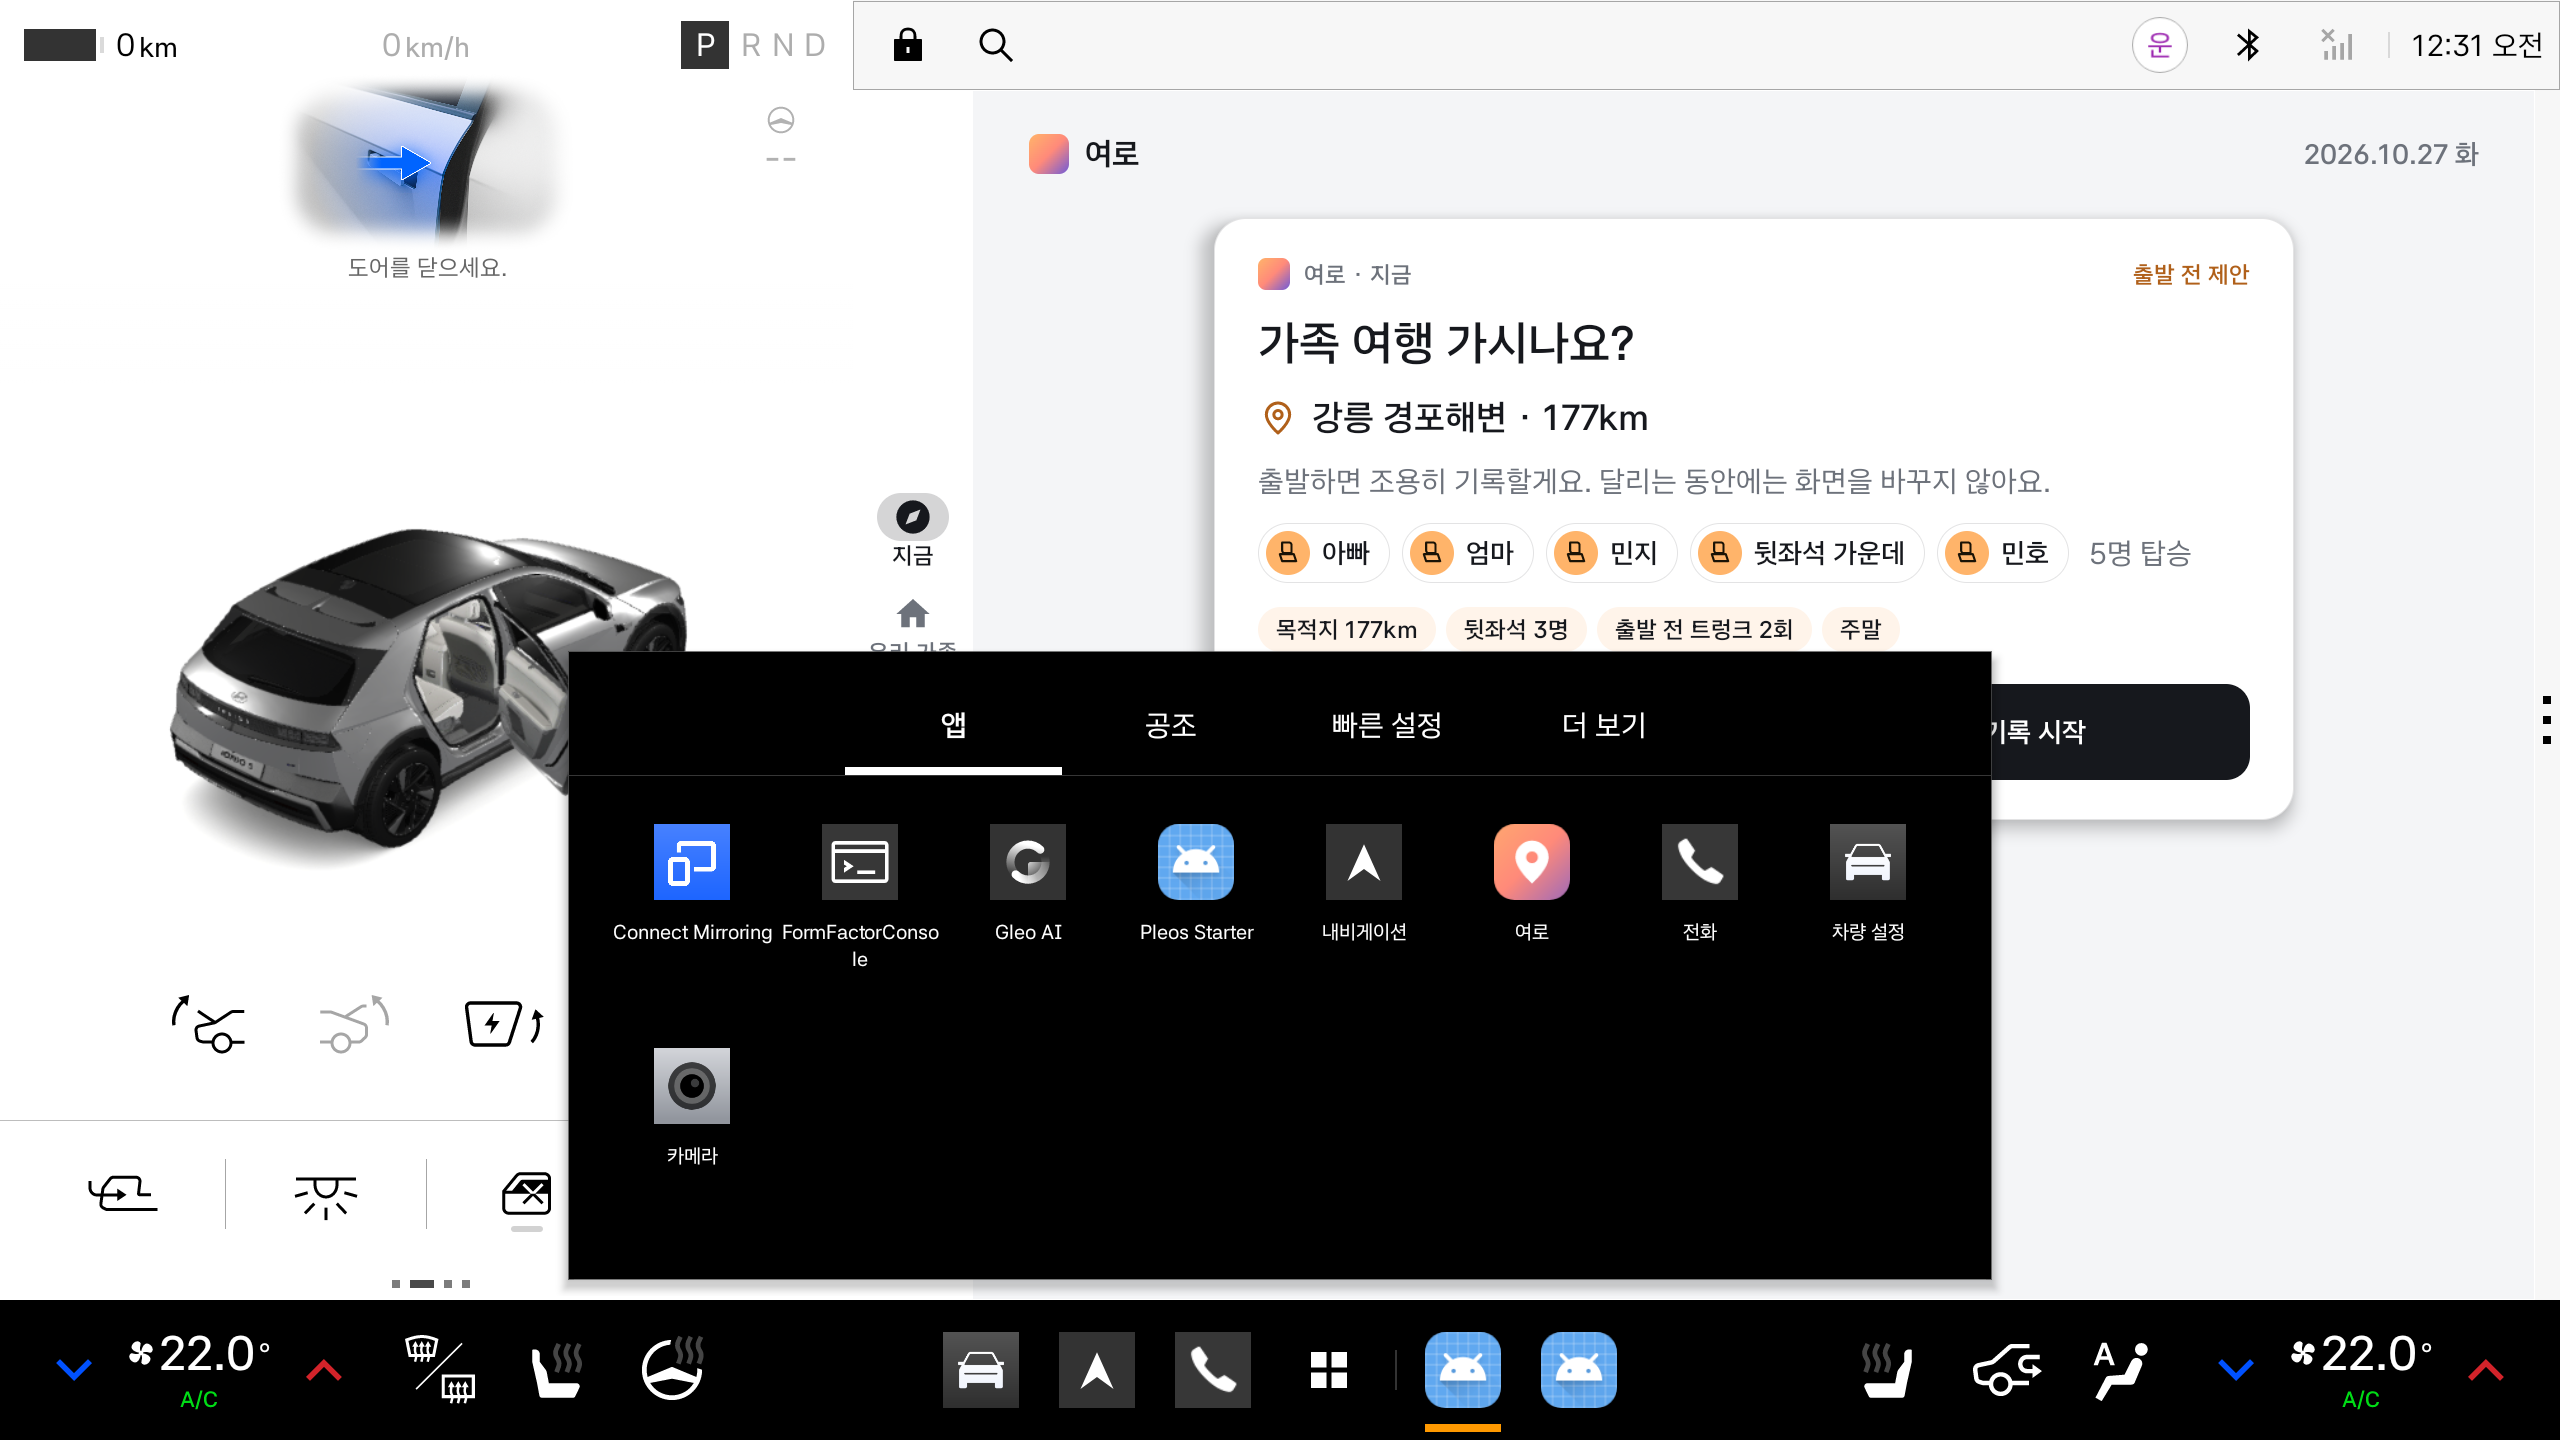 0 km
0 km/h
P R N D
운
12:31 오전
도어를 닫으세요.
여로
2026.10.27 화
여로 · 지금
출발 전 제안
가족 여행 가시나요?
강릉 경포해변 · 177km
출발하면 조용히 기록할게요. 달리는 동안에는 화면을 바꾸지 않아요.
아빠
엄마
민지
뒷좌석 가운데
민호
5명 탑승
목적지 177km
뒷좌석 3명
출발 전 트렁크 2회
주말
지금
우리 가족
기록 시작
앱
공조
빠른 설정
더 보기
Connect Mirroring
FormFactorConso
le
Gleo AI
Pleos Starter
내비게이션
여로
전화
차량 설정
카메라
22.0°
A/C
A
22.0°
A/C